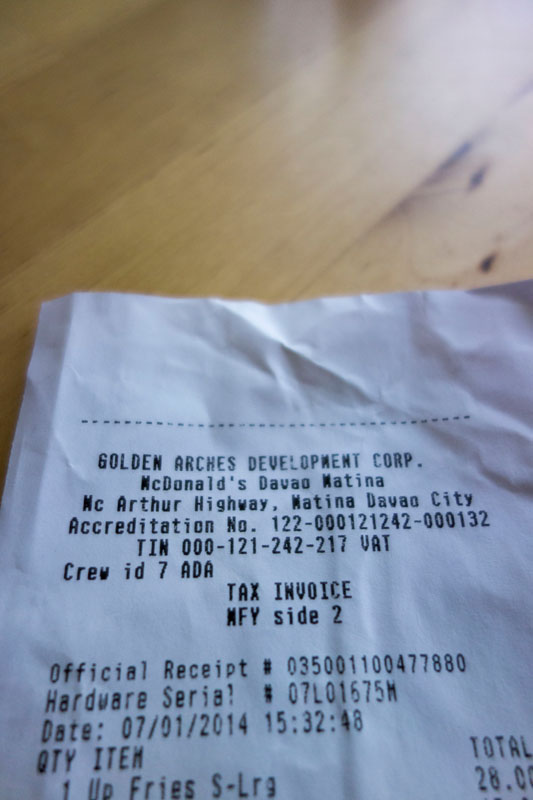 GOLDEN ARCHES DEVELOPMENT CORP.
McDonald's Davao Matina
Mc Arthur Highway, Matina Davao City
Accreditation No. 122-000121242-000132
TIN 000-121-242-217 VAT
Crew id 7 ADA
TAX INVOICE
MFY side 2
Official Receipt # 035001100477880
Hardware Serial # 07L01675M
Date: 07/01/2014 15:32:48
QTY ITEM TOTAL
1 Up Fries S-Lrg 28.00